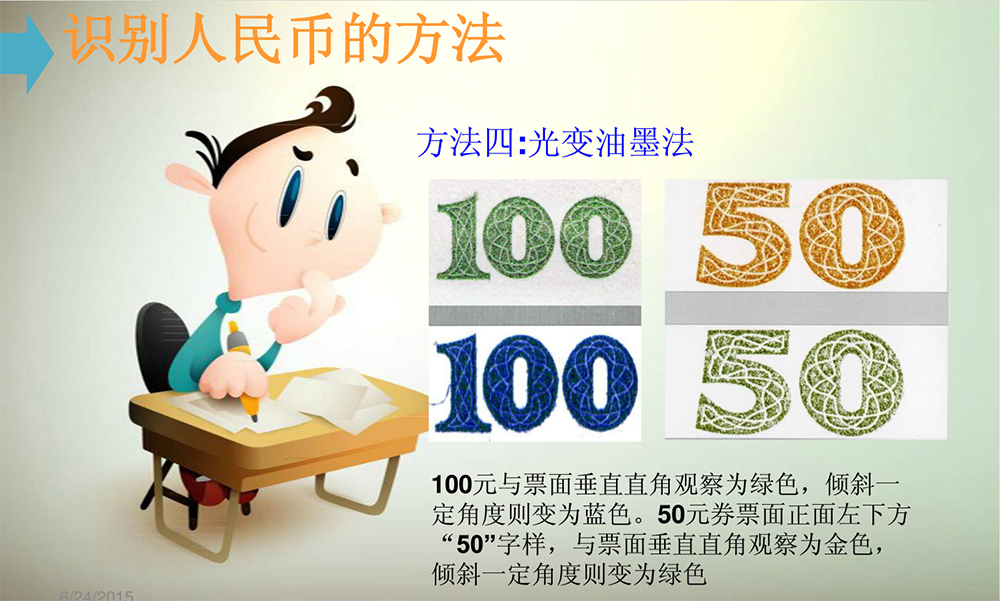 识别人民币的方法
方法四:光变油墨法
100
50
100
50
100元与票面垂直直角观察为绿色，倾斜一
定角度则变为蓝色。50元券票面正面左下方
“50”字样，与票面垂直直角观察为金色，
倾斜一定角度则变为绿色
6/24/2015